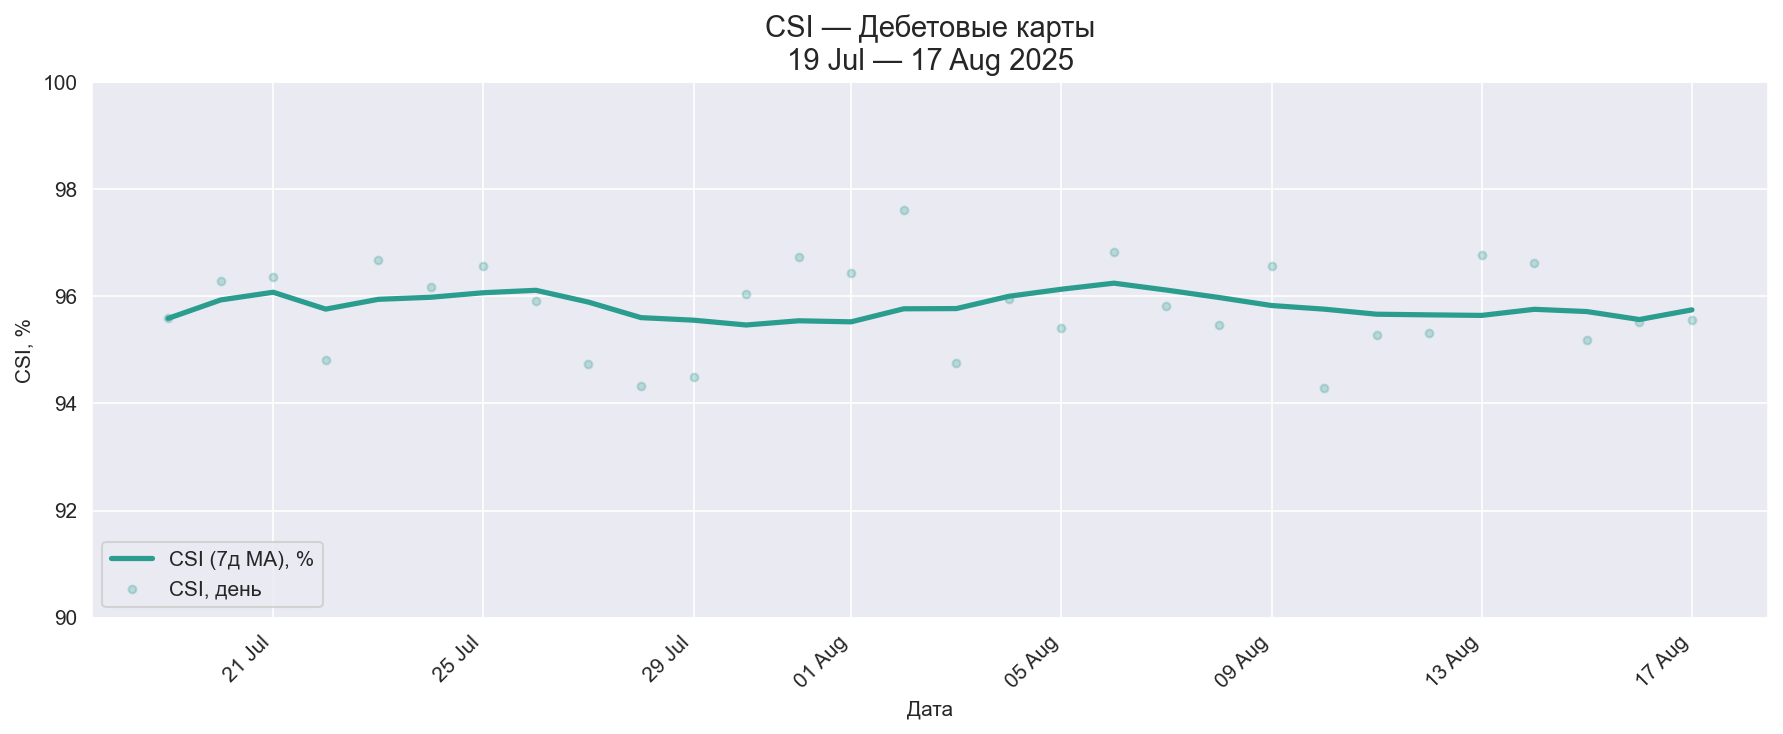 CSI — Дебетовые карты
19 Jul — 17 Aug 2025
100
98
96
94
92
90
CSI, %
CSI (7д MA), %
CSI, день
21 Jul
25 Jul
29 Jul
01 Aug
05 Aug
09 Aug
13 Aug
17 Aug
Дата